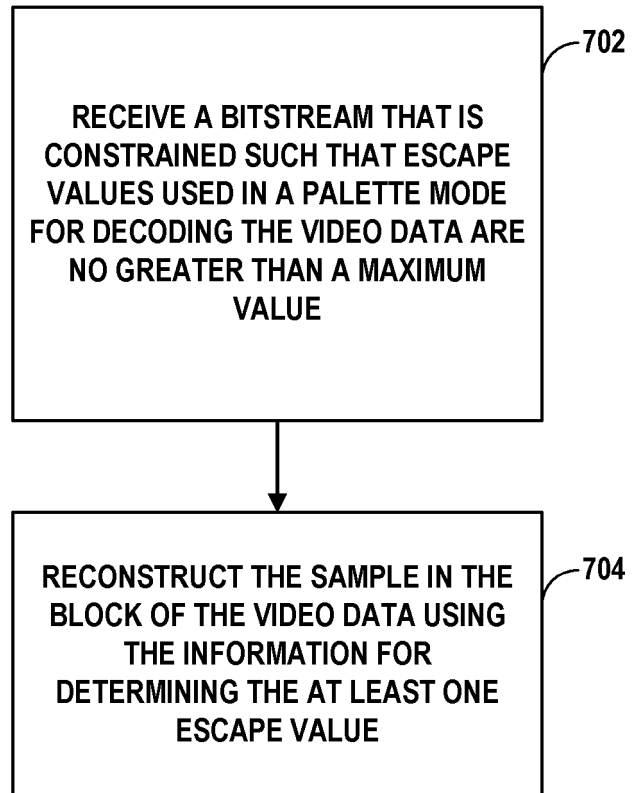 702
RECEIVE A BITSTREAM THAT IS
CONSTRAINED SUCH THAT ESCAPE
VALUES USED IN A PALETTE MODE
FOR DECODING THE VIDEO DATA ARE
NO GREATER THAN A MAXIMUM
VALUE
704
RECONSTRUCT THE SAMPLE IN THE
BLOCK OF THE VIDEO DATA USING
THE INFORMATION FOR
DETERMINING THE AT LEAST ONE
ESCAPE VALUE